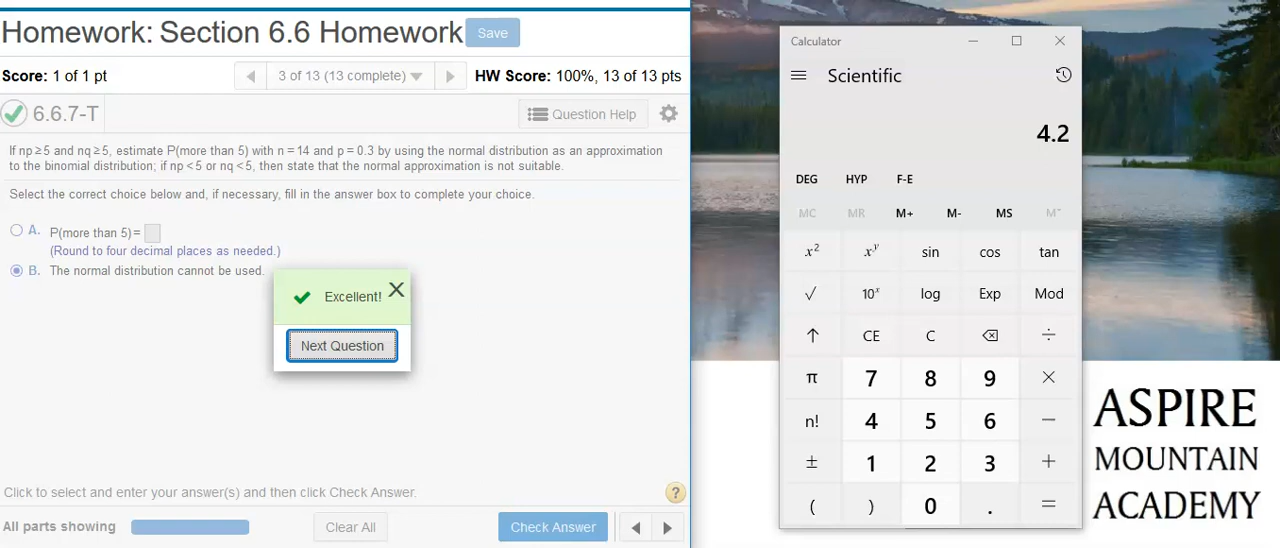 Homework: Section 6.6 Homework Save
Score: 1 of 1 pt
3 of 13 (13 complete)
HW Score: 100%, 13 of 13 pts
6.6.7-T
Question Help
If np ≥ 5 and nq ≥ 5, estimate P(more than 5) with n = 14 and p = 0.3 by using the normal distribution as an approximation
to the binomial distribution; if np < 5 or nq < 5, then state that the normal approximation is not suitable.
Select the correct choice below and, if necessary, fill in the answer box to complete your choice.
A. P(more than 5) =
(Round to four decimal places as needed.)
B. The normal distribution cannot be used.
Excellent!
Next Question
Click to select and enter your answer(s) and then click Check Answer.
?
All parts showing
Clear All
Check Answer
Calculator
Scientific
4.2
DEG HYP F-E
MC MR M+ M- MS M˅
x² xʸ sin cos tan
√ 10ˣ log Exp Mod
↑ CE C ⌫ ÷
π 7 8 9 ×
n! 4 5 6 −
± 1 2 3 +
( ) 0 . =
ASPIRE
MOUNTAIN
ACADEMY